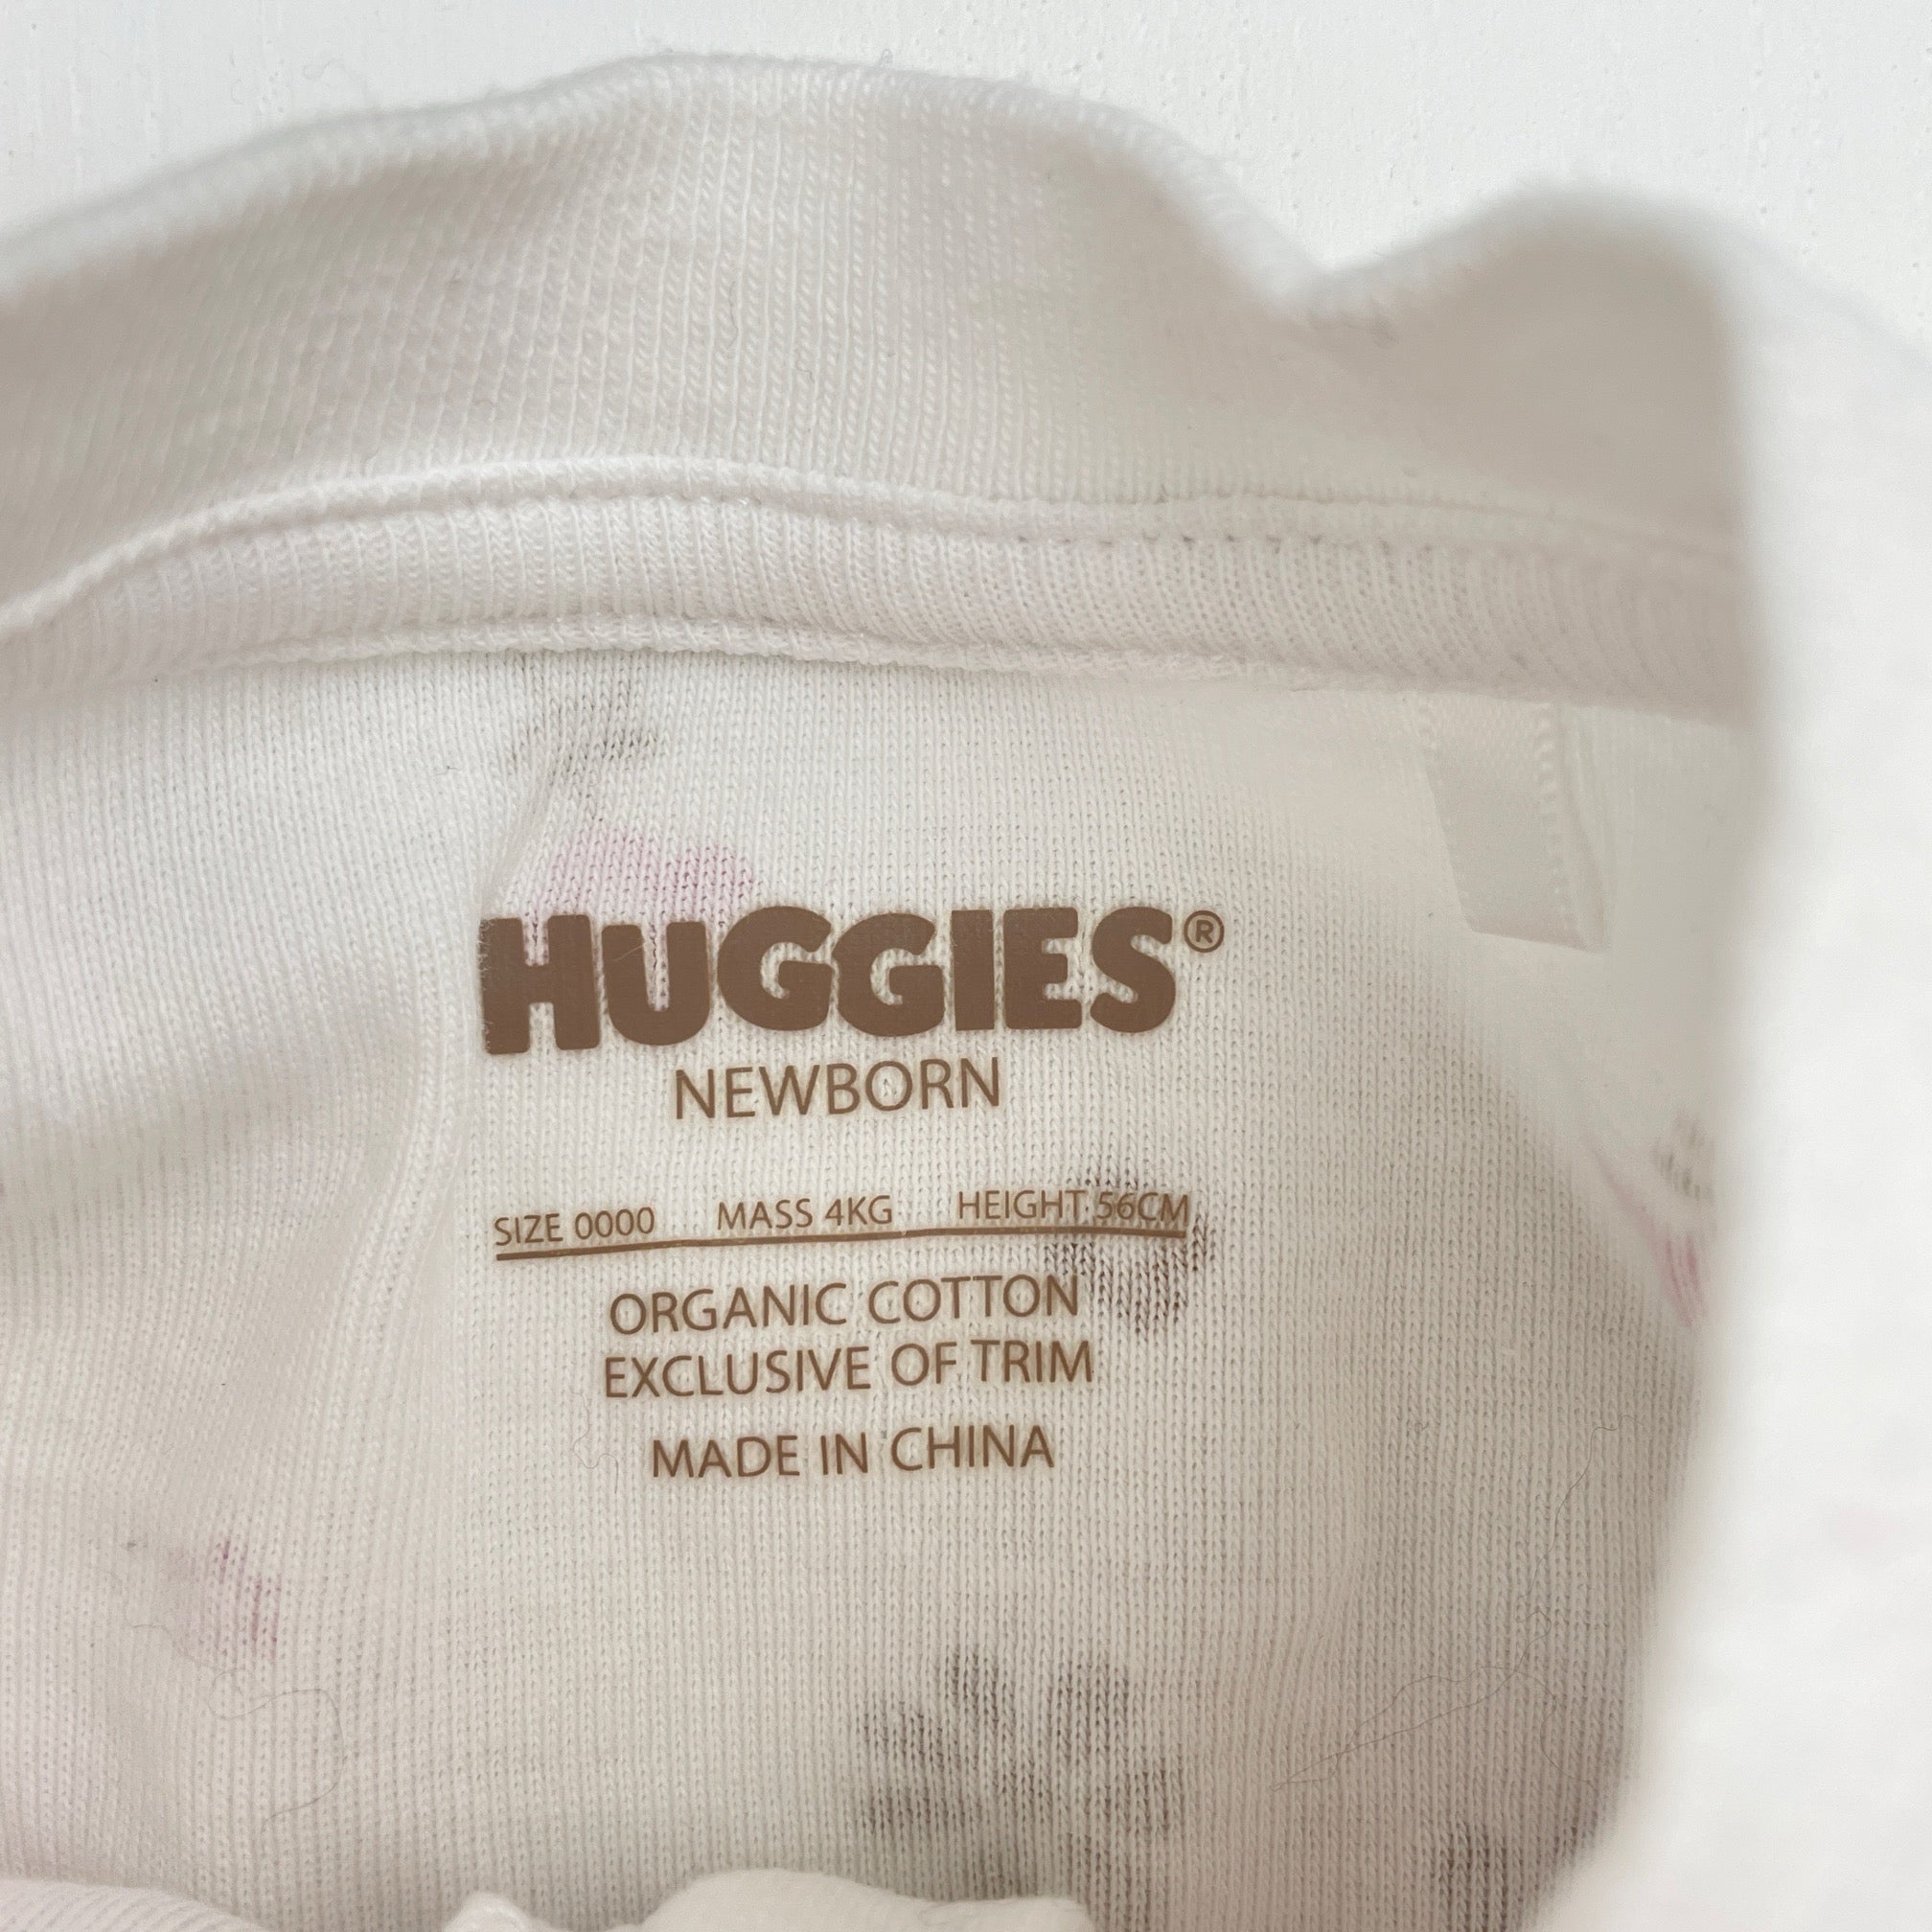 HUGGIES®
NEWBORN
SIZE 0000 MASS 4KG HEIGHT 56CM
ORGANIC COTTON
EXCLUSIVE OF TRIM
MADE IN CHINA